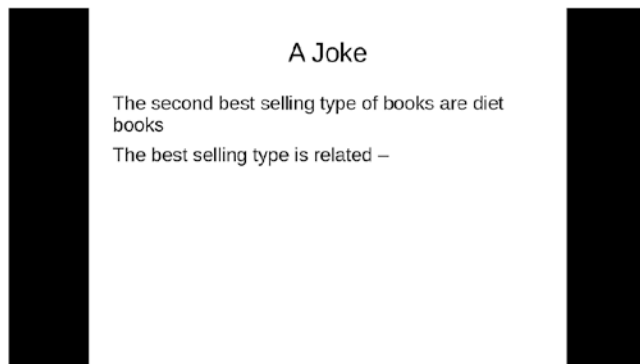 A Joke
The second best selling type of books are diet
books
The best selling type is related –